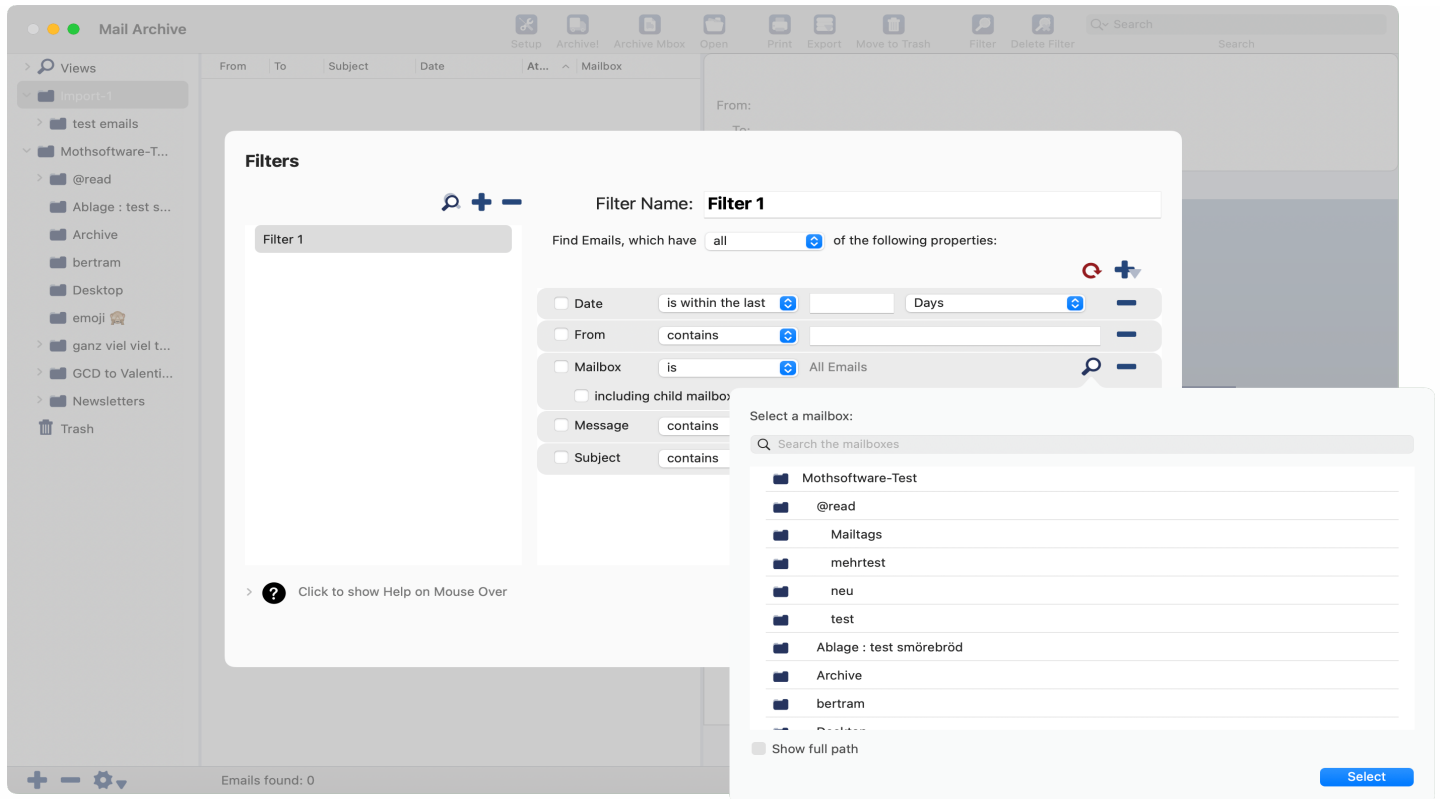 Mail Archive
Setup Archive! Archive Mbox Open Print Export Move to Trash Filter Delete Filter Search
Search
Views
From To Subject Date At... Mailbox
import-1
From:
test emails
To:
Mothsoftware-T...
Filters
@read
Filter Name: Filter 1
Ablage : test s...
Archive
Filter 1
Find Emails, which have all of the following properties:
bertram
Desktop
Date is within the last Days
emoji 🙈
From contains
ganz viel viel t...
Mailbox is All Emails
GCD to Valenti...
including child mailbox
Newsletters
Message contains
Trash
Subject contains
Select a mailbox:
Search the mailboxes
Mothsoftware-Test
@read
Mailtags
mehrtest
neu
test
Ablage : test smörebröd
Archive
bertram
Desktop
? Click to show Help on Mouse Over
Show full path
Select
Emails found: 0